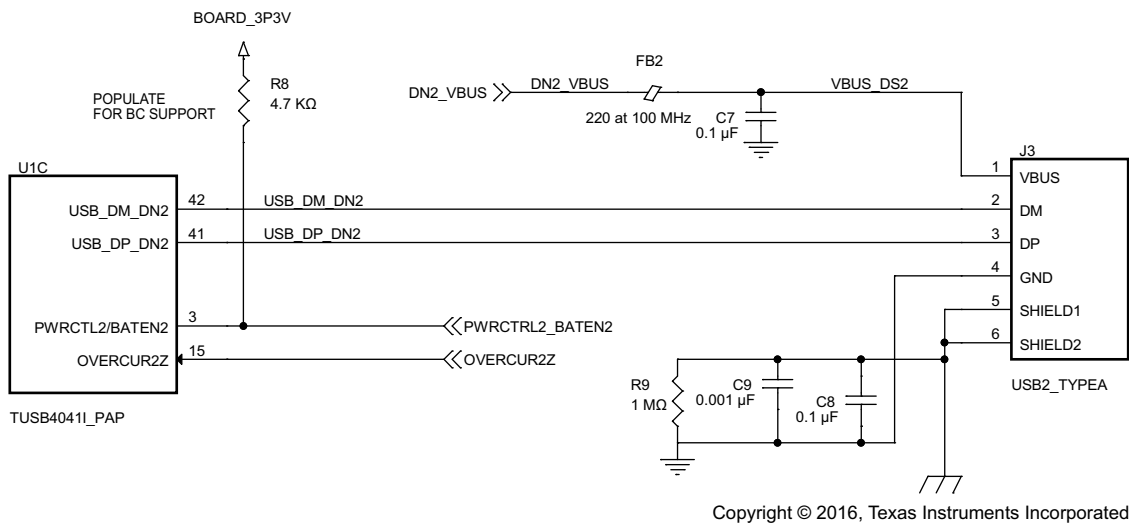 BOARD_3P3V
R8
4.7 KΩ
POPULATE
FOR BC SUPPORT
FB2
DN2_VBUS
DN2_VBUS
VBUS_DS2
220 at 100 MHz
C7
0.1 µF
U1C
J3
USB_DM_DN2
42
USB_DM_DN2
USB_DP_DN2
41
USB_DP_DN2
PWRCTL2/BATEN2
3
PWRCTRL2_BATEN2
OVERCUR2Z
15
OVERCUR2Z
TUSB4041I_PAP
1
VBUS
2
DM
3
DP
4
GND
5
SHIELD1
6
SHIELD2
USB2_TYPEA
R9
1 MΩ
C9
0.001 µF
C8
0.1 µF
Copyright © 2016, Texas Instruments Incorporated